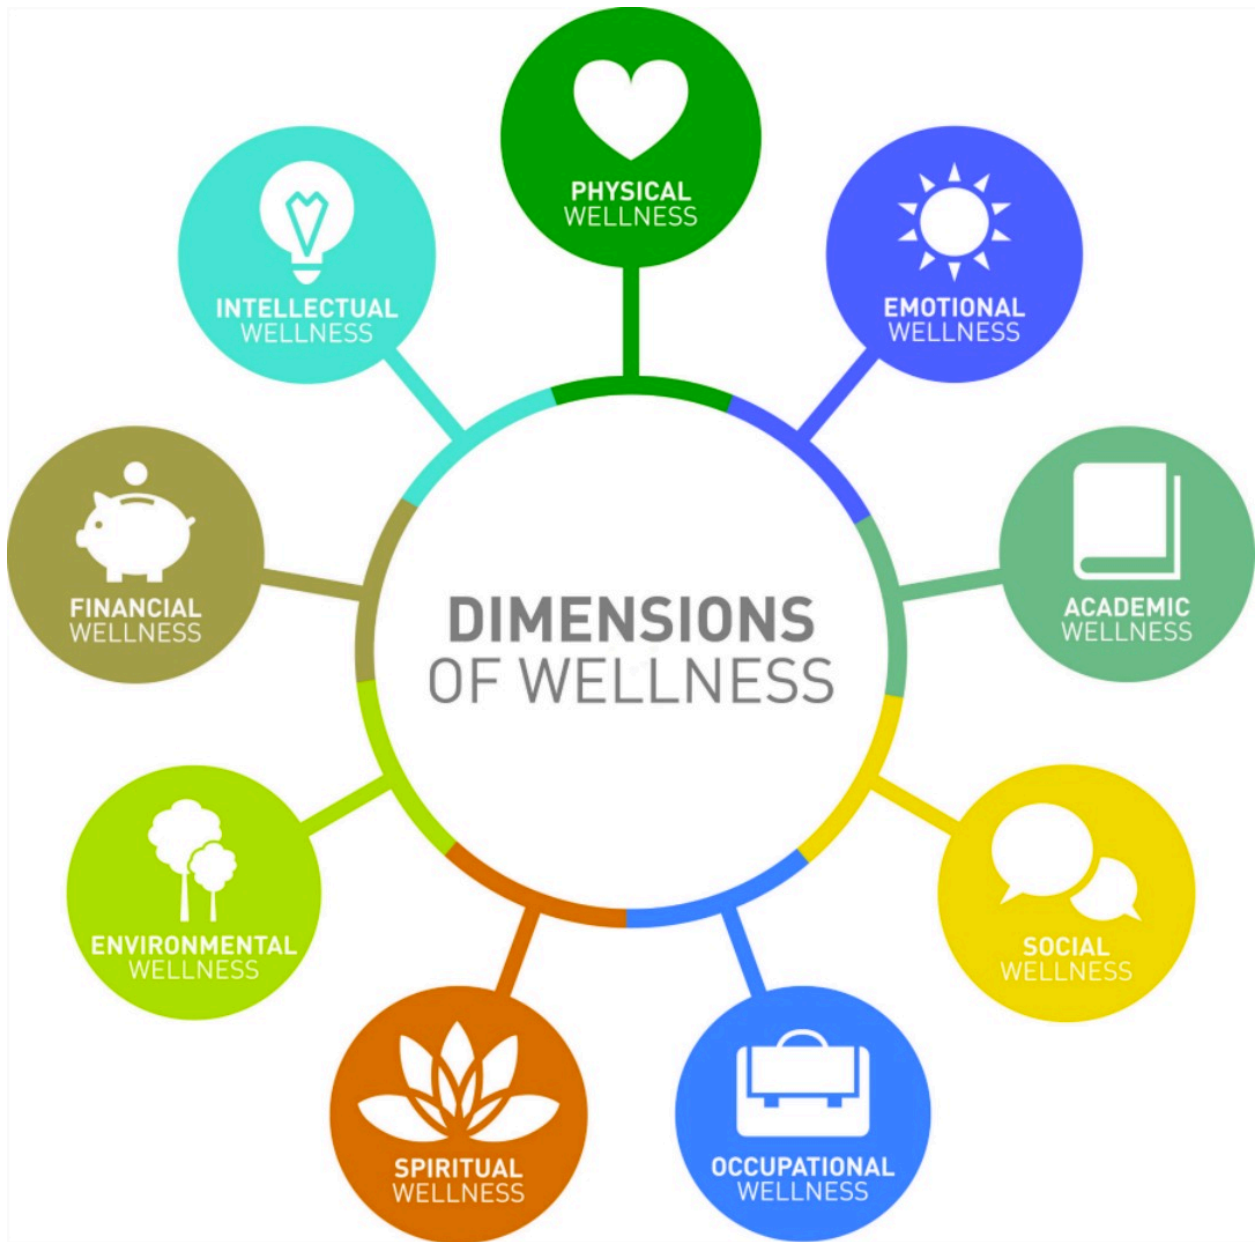 PHYSICAL
WELLNESS
EMOTIONAL
WELLNESS
ACADEMIC
WELLNESS
SOCIAL
WELLNESS
OCCUPATIONAL
WELLNESS
SPIRITUAL
WELLNESS
ENVIRONMENTAL
WELLNESS
FINANCIAL
WELLNESS
INTELLECTUAL
WELLNESS
DIMENSIONS
OF WELLNESS